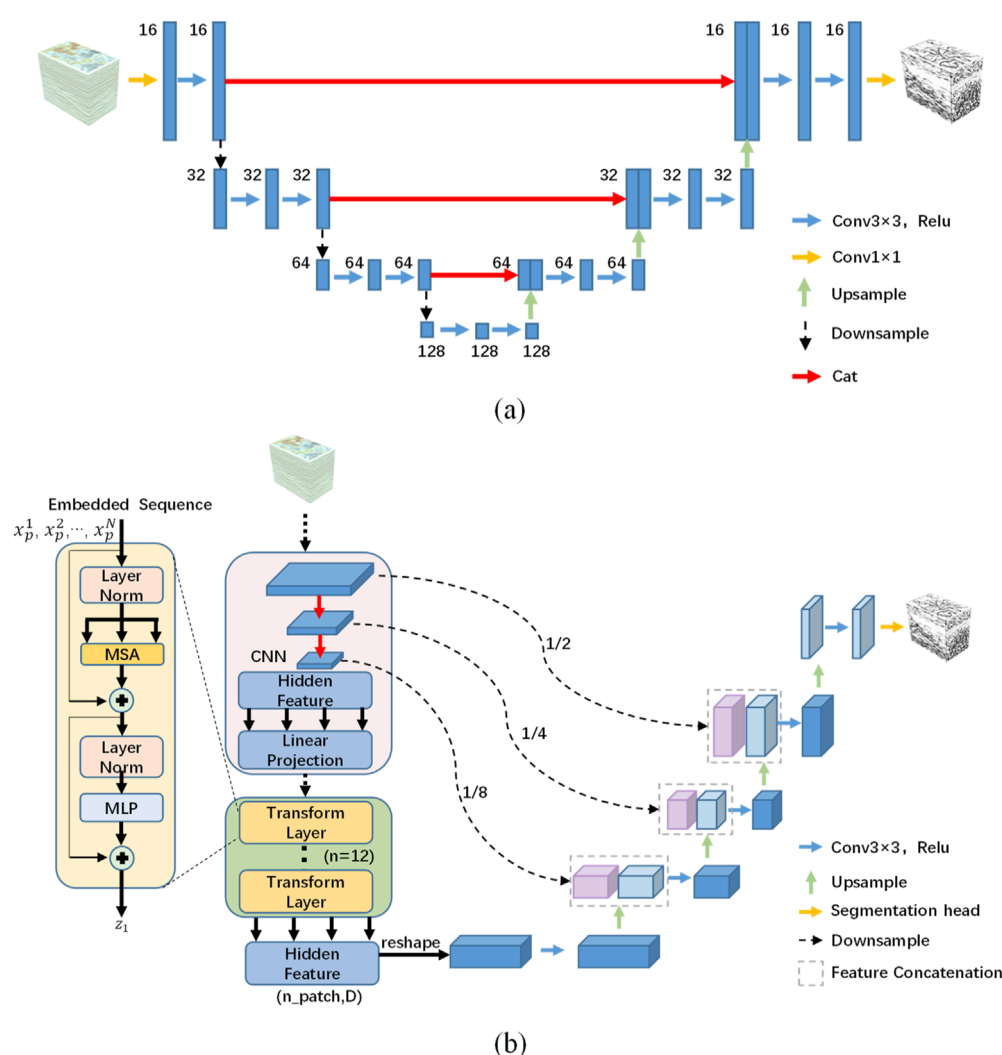 16 16 16 16 16
32 32 32 32 32 32
64 64 64 64 64 64
128 128 128
Conv3×3, Relu
Conv1×1
Upsample
Downsample
Cat
(a)
Embedded Sequence
x_p^1, x_p^2,⋯, x_p^N
Layer
Norm
MSA
Layer
Norm
MLP
z_1
CNN
Hidden
Feature
Linear
Projection
Transform
Layer
(n=12)
Transform
Layer
Hidden
Feature
(n_patch,D)
reshape
1/2
1/4
1/8
Conv3×3, Relu
Upsample
Segmentation head
Downsample
Feature Concatenation
(b)